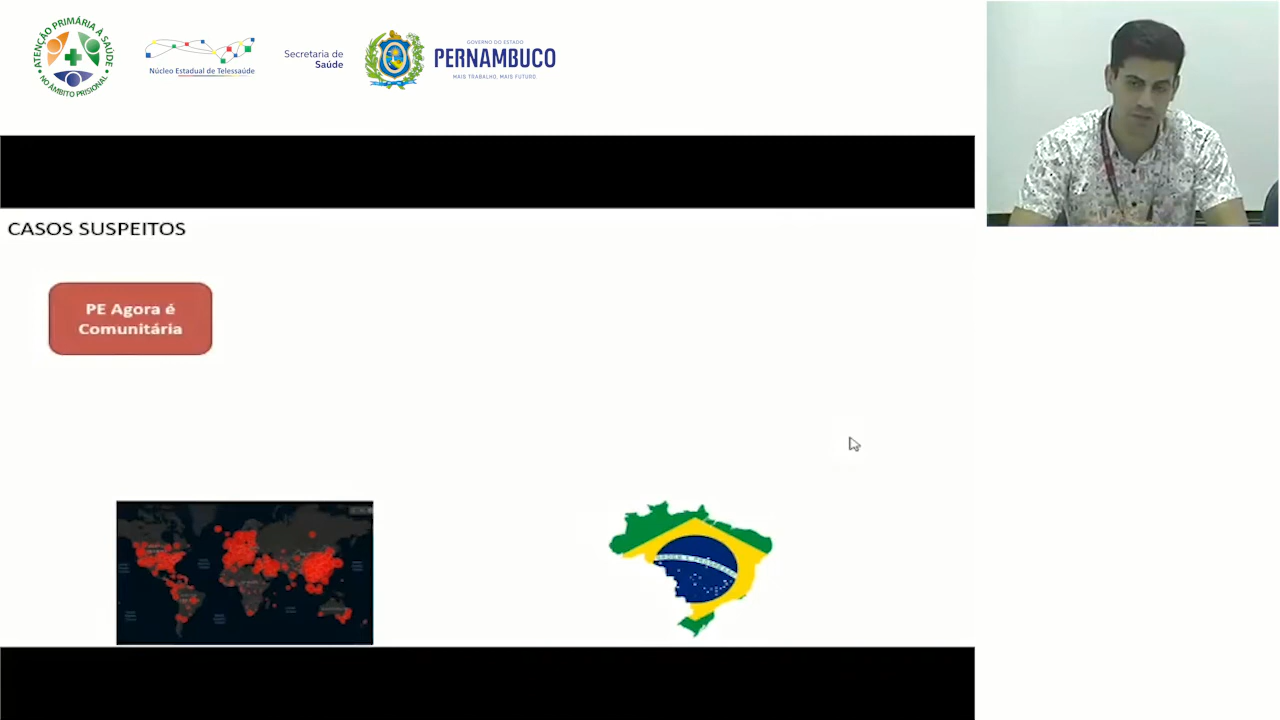 ATENÇÃO PRIMÁRIA À SAÚDE
NO ÂMBITO PRISIONAL
Núcleo Estadual de Telessaúde
Secretaria de
Saúde
GOVERNO DO ESTADO
PERNAMBUCO
MAIS TRABALHO, MAIS FUTURO.
CASOS SUSPEITOS
PE Agora é
Comunitária